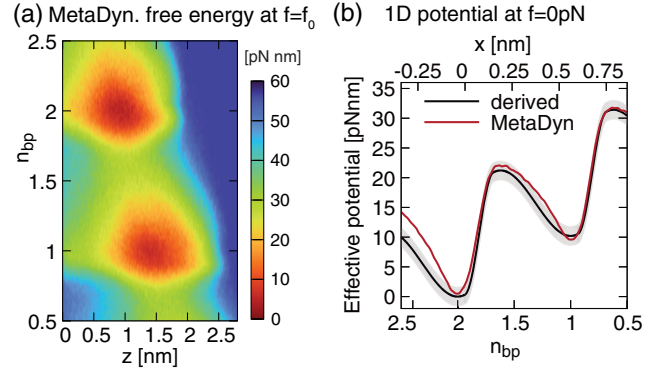 (a) MetaDyn. free energy at f=f0
[pN nm]
2.5
2
1.5
1
0.5
nbp
0 0.5 1 1.5 2 2.5
z [nm]
60
50
40
30
20
10
0
(b) 1D potential at f=0pN
x [nm]
-0.25 0 0.25 0.5 0.75
derived
MetaDyn
Effective potential [pNnm]
35
30
25
20
15
10
5
0
2.5 2 1.5 1 0.5
nbp